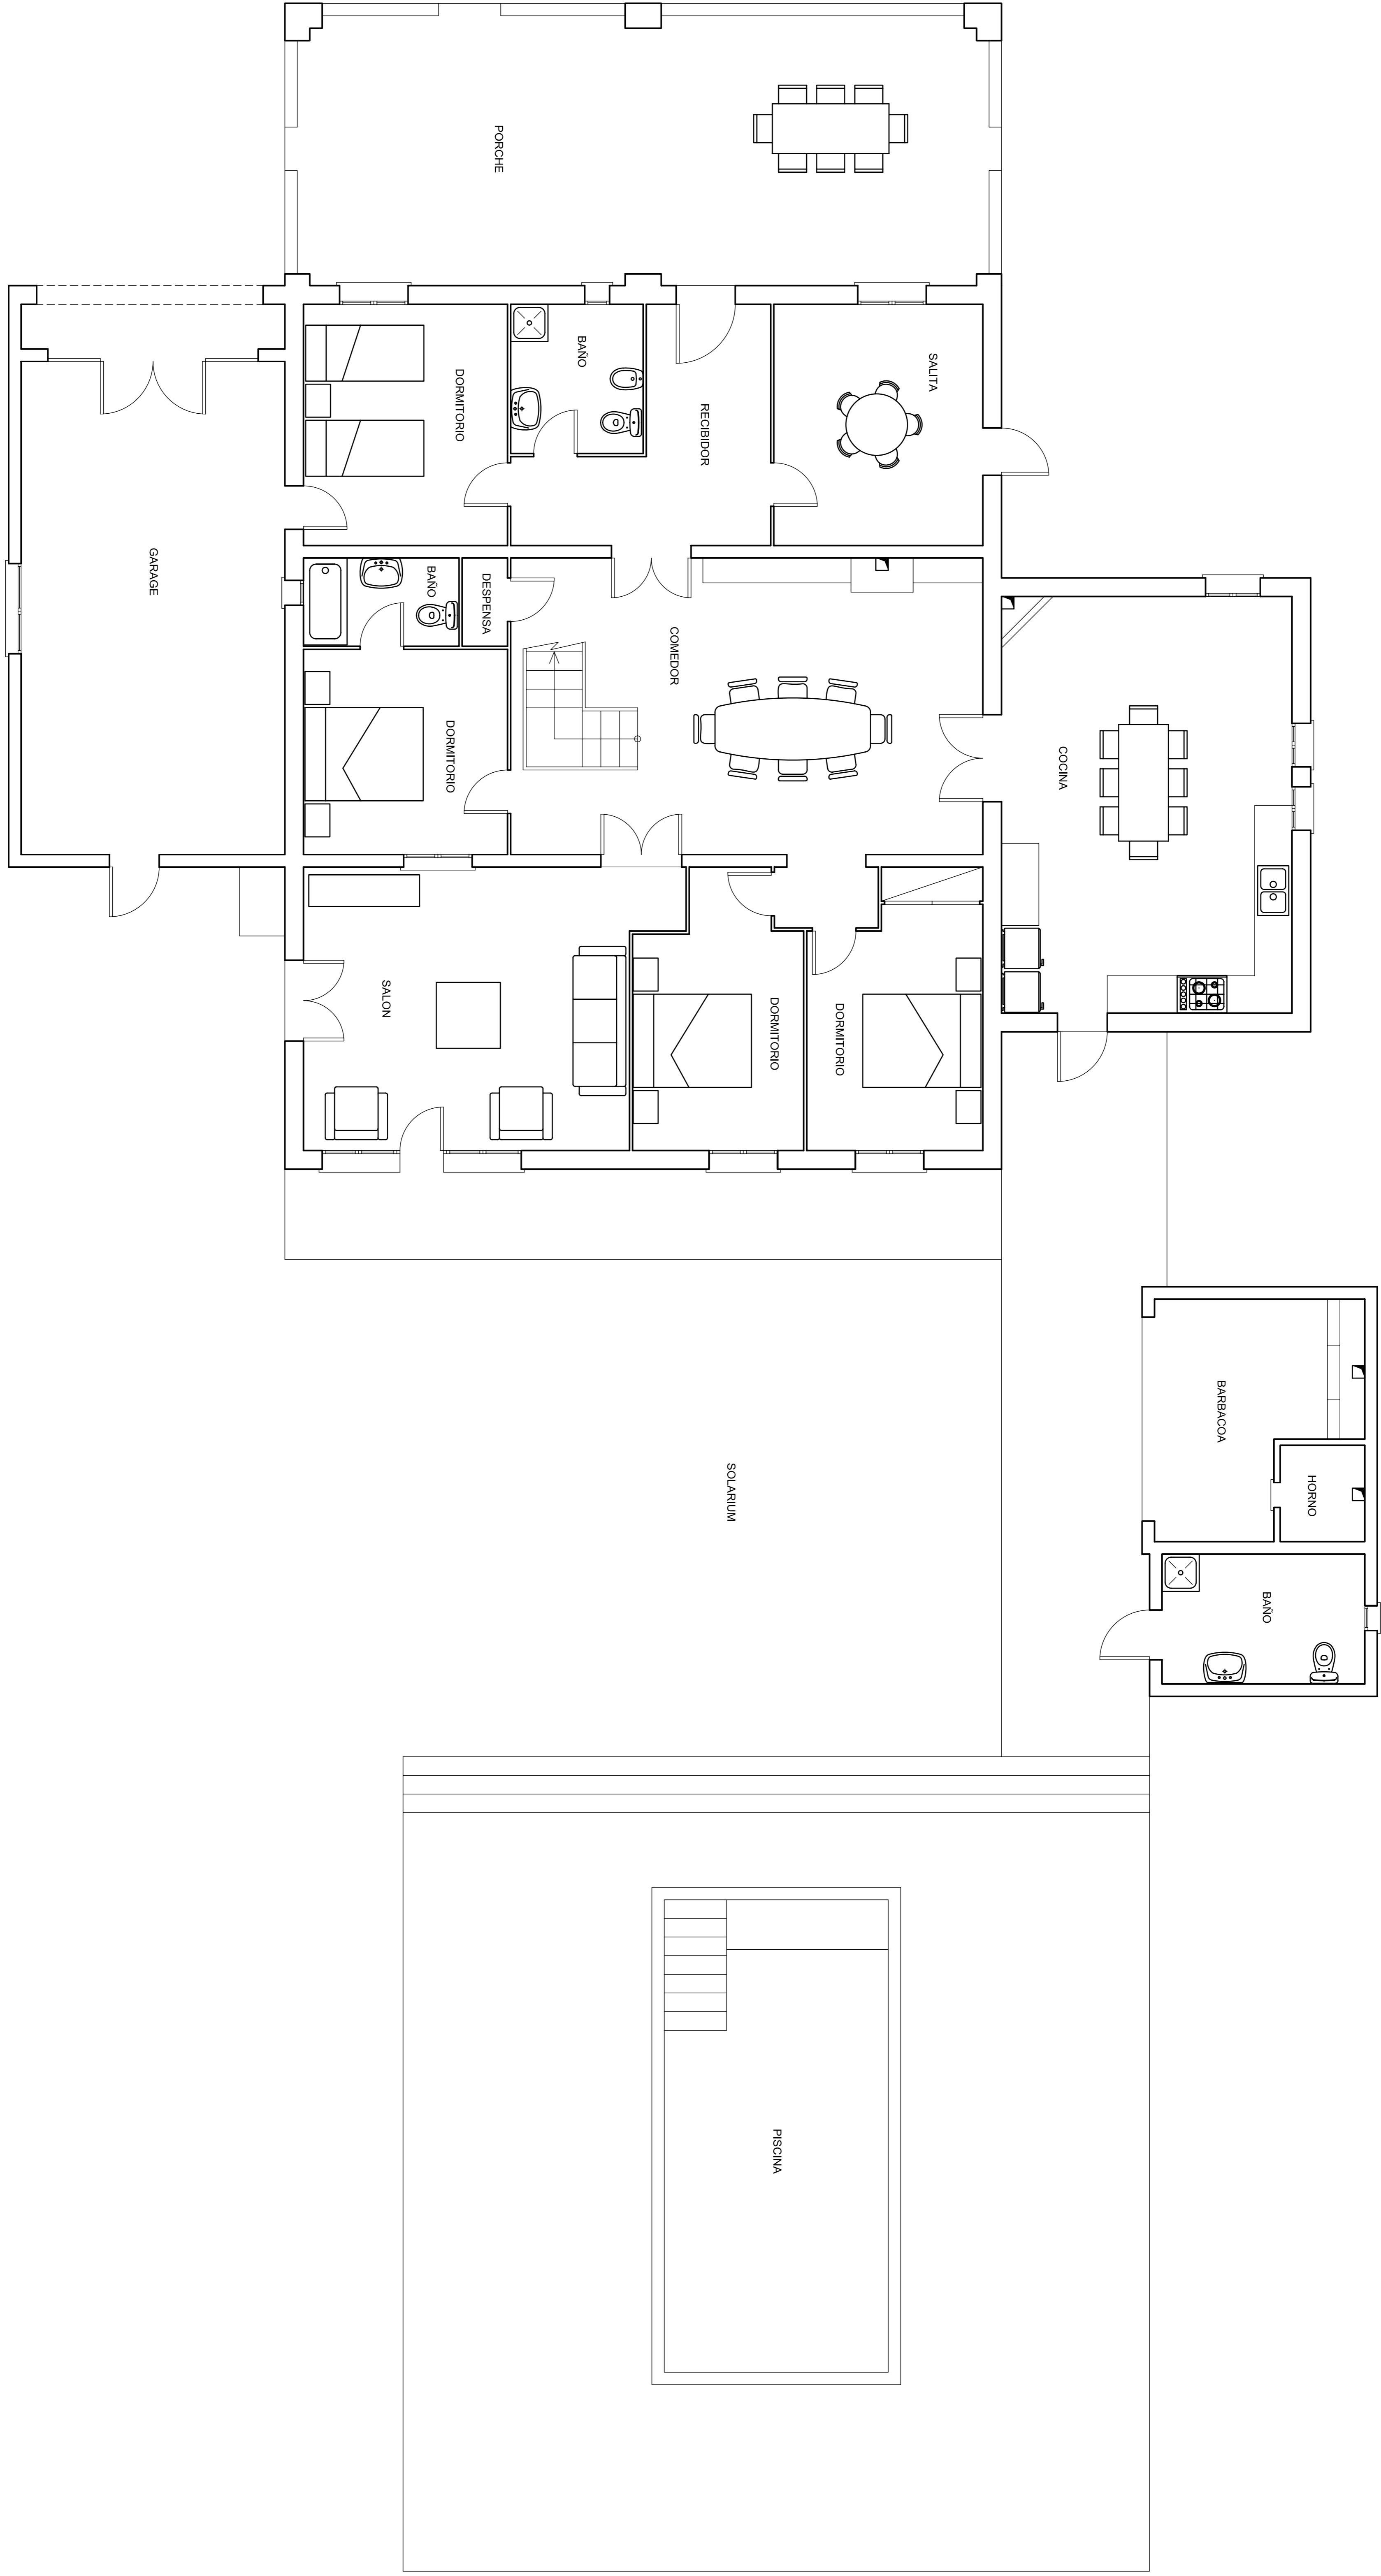 PORCHE
BAÑO
SALITA
DORMITORIO
RECIBIDOR
GARAGE
BAÑO
DESPENSA
COMEDOR
DORMITORIO
COCINA
SALON
DORMITORIO
DORMITORIO
BARBACOA
HORNO
SOLARIUM
BAÑO
PISCINA